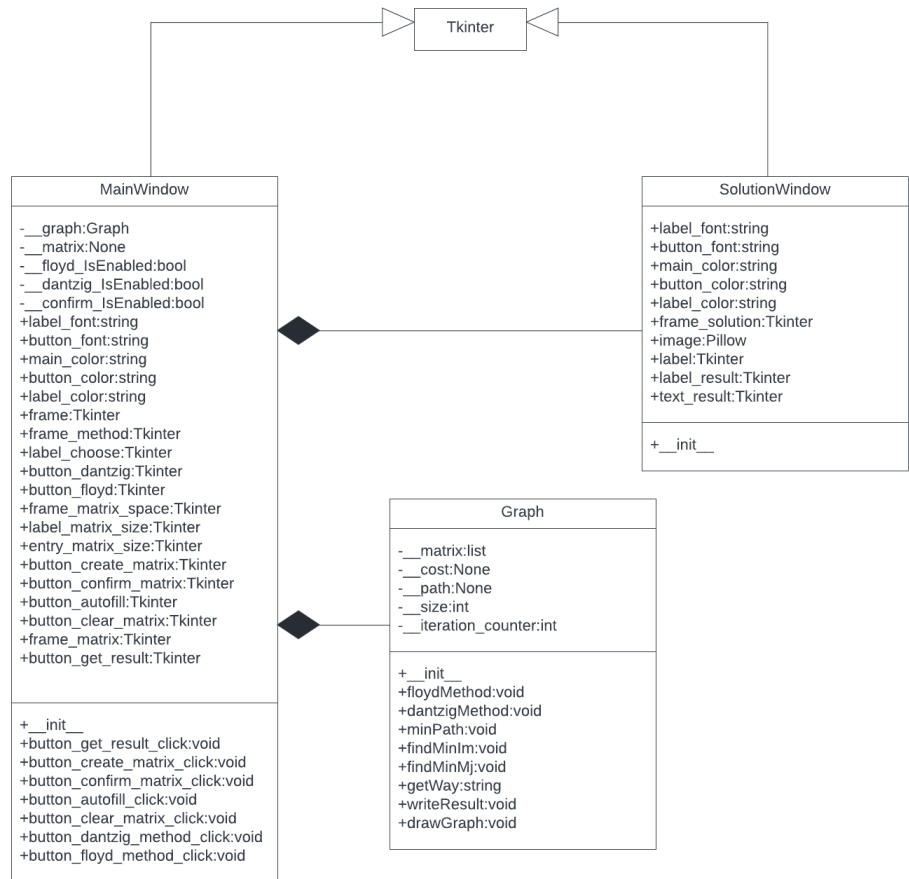 Tkinter
MainWindow
-__graph:Graph
-__matrix:None
-__floyd_IsEnabled:bool
-__dantzig_IsEnabled:bool
-__confirm_IsEnabled:bool
+label_font:string
+button_font:string
+main_color:string
+button_color:string
+label_color:string
+frame:Tkinter
+frame_method:Tkinter
+label_choose:Tkinter
+button_dantzig:Tkinter
+button_floyd:Tkinter
+frame_matrix_space:Tkinter
+label_matrix_size:Tkinter
+entry_matrix_size:Tkinter
+button_create_matrix:Tkinter
+button_confirm_matrix:Tkinter
+button_autofill:Tkinter
+button_clear_matrix:Tkinter
+frame_matrix:Tkinter
+button_get_result:Tkinter
+__init__
+button_get_result_click:void
+button_create_matrix_click:void
+button_confirm_matrix_click:void
+button_autofill_click:void
+button_clear_matrix_click:void
+button_dantzig_method_click:void
+button_floyd_method_click:void
SolutionWindow
+label_font:string
+button_font:string
+main_color:string
+button_color:string
+label_color:string
+frame_solution:Tkinter
+image:Pillow
+label:Tkinter
+label_result:Tkinter
+text_result:Tkinter
+__init__
Graph
-__matrix:list
-__cost:None
-__path:None
-__size:int
-__iteration_counter:int
+__init__
+floydMethod:void
+dantzigMethod:void
+minPath:void
+findMinIm:void
+findMinMj:void
+getWay:string
+writeResult:void
+drawGraph:void